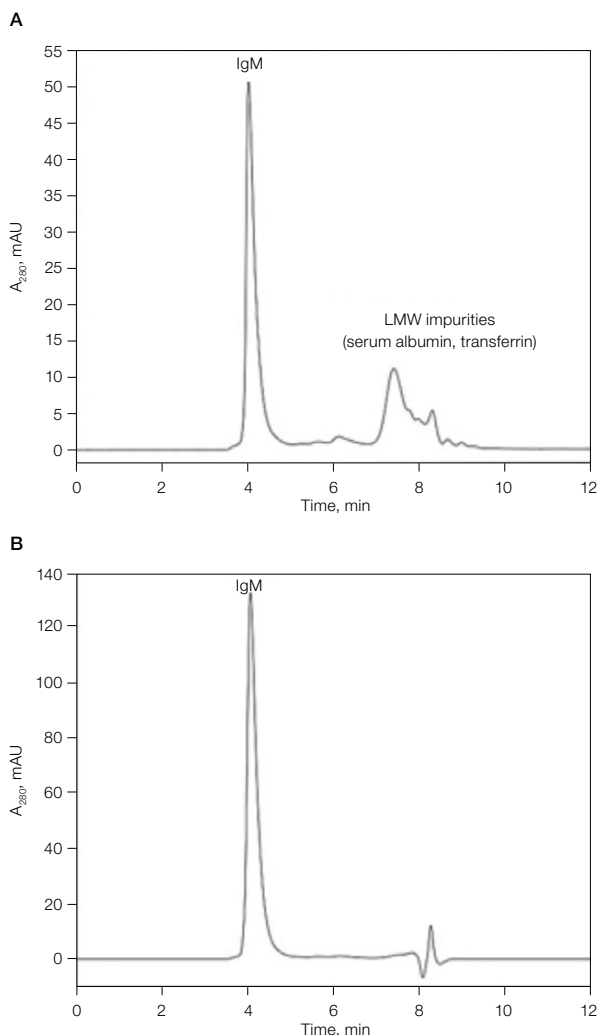 A
IgM
LMW impurities
(serum albumin, transferrin)
A280, mAU
55
50
45
40
35
30
25
20
15
10
5
0
0 2 4 6 8 10 12
Time, min
B
IgM
A280, mAU
140
120
100
80
60
40
20
0
0 2 4 6 8 10 12
Time, min